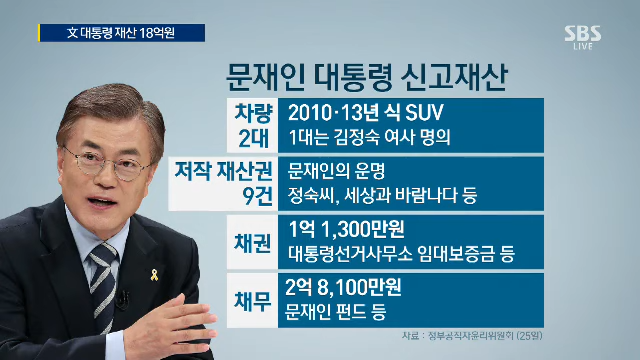 文 대통령 재산 18억원
SBS
LIVE
문재인 대통령 신고재산
차량
2대
2010·13년 식 SUV
1대는 김정숙 여사 명의
저작 재산권
9건
문재인의 운명
정숙씨, 세상과 바람나다 등
채권
1억 1,300만원
대통령선거사무소 임대보증금 등
채무
2억 8,100만원
문재인 펀드 등
자료 : 정부공직자윤리위원회 (25일)